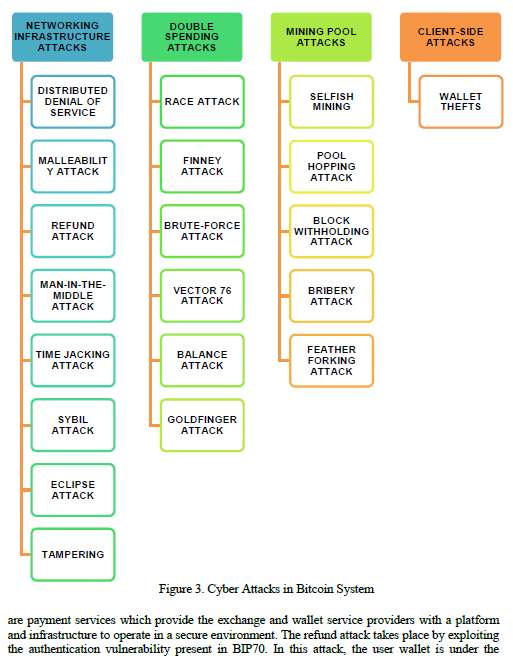 NETWORKING
INFRASTRUCTURE
ATTACKS
DISTRIBUTED
DENIAL OF
SERVICE
MALLEABILIT
Y ATTACK
REFUND
ATTACK
MAN-IN-THE-
MIDDLE
ATTACK
TIME JACKING
ATTACK
SYBIL
ATTACK
ECLIPSE
ATTACK
TAMPERING
DOUBLE
SPENDING
ATTACKS
RACE ATTACK
FINNEY
ATTACK
BRUTE-FORCE
ATTACK
VECTOR 76
ATTACK
BALANCE
ATTACK
GOLDFINGER
ATTACK
MINING POOL
ATTACKS
SELFISH
MINING
POOL
HOPPING
ATTACK
BLOCK
WITHHOLDING
ATTACK
BRIBERY
ATTACK
FEATHER
FORKING
ATTACK
CLIENT-SIDE
ATTACKS
WALLET
THEFTS
Figure 3. Cyber Attacks in Bitcoin System
are payment services which provide the exchange and wallet service providers with a platform
and infrastructure to operate in a secure environment. The refund attack takes place by exploiting
the authentication vulnerability present in BIP70. In this attack, the user wallet is under the